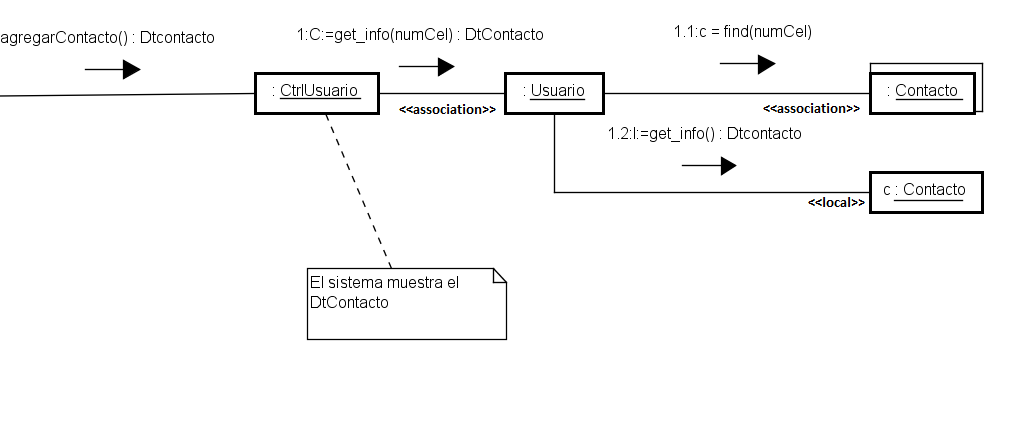 agregarContacto() : Dtcontacto
1:C:=get_info(numCel) : DtContacto
1.1:c = find(numCel)
: CtrlUsuario
: Usuario
: Contacto
<<association>>
<<association>>
1.2:I:=get_info() : Dtcontacto
c : Contacto
<<local>>
El sistema muestra el
DtContacto